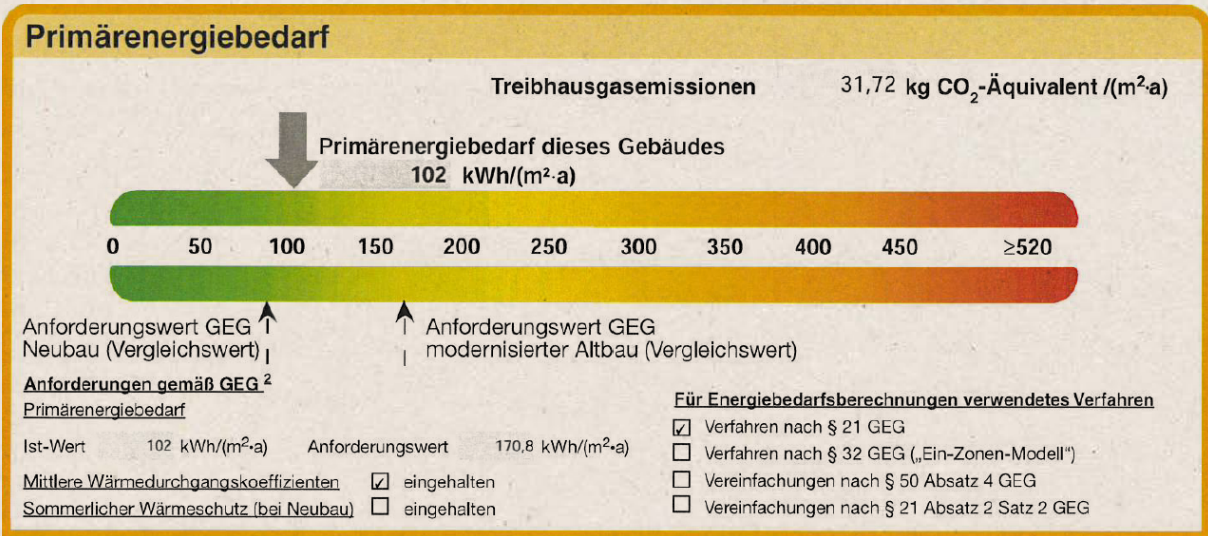 Primärenergiebedarf
Treibhausgasemissionen 31,72 kg CO₂-Äquivalent /(m²·a)
Primärenergiebedarf dieses Gebäudes
102 kWh/(m²·a)
0 50 100 150 200 250 300 350 400 450 ≥520
Anforderungswert GEG
Neubau (Vergleichswert)
Anforderungswert GEG
modernisierter Altbau (Vergleichswert)
Anforderungen gemäß GEG ²
Primärenergiebedarf
Ist-Wert 102 kWh/(m²·a) Anforderungswert 170,8 kWh/(m²·a)
Mittlere Wärmedurchgangskoeffizienten ☑ eingehalten
Sommerlicher Wärmeschutz (bei Neubau) ☐ eingehalten
Für Energiebedarfsberechnungen verwendetes Verfahren
☑ Verfahren nach § 21 GEG
☐ Verfahren nach § 32 GEG („Ein-Zonen-Modell“)
☐ Vereinfachungen nach § 50 Absatz 4 GEG
☐ Vereinfachungen nach § 21 Absatz 2 Satz 2 GEG